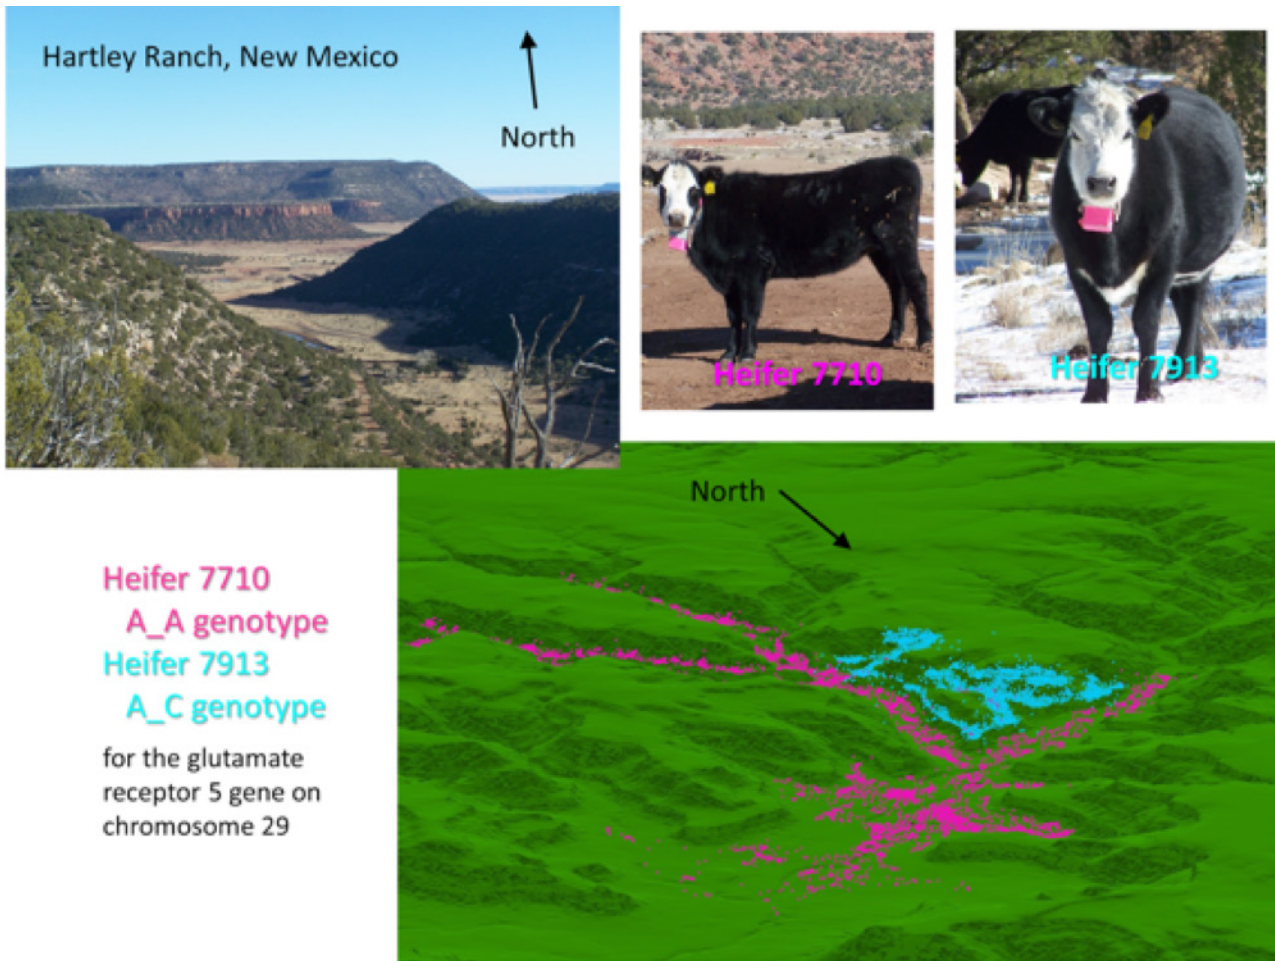 Hartley Ranch, New Mexico
North
Heifer 7710
Heifer 7913
North
Heifer 7710
A_A genotype
Heifer 7913
A_C genotype
for the glutamate
receptor 5 gene on
chromosome 29